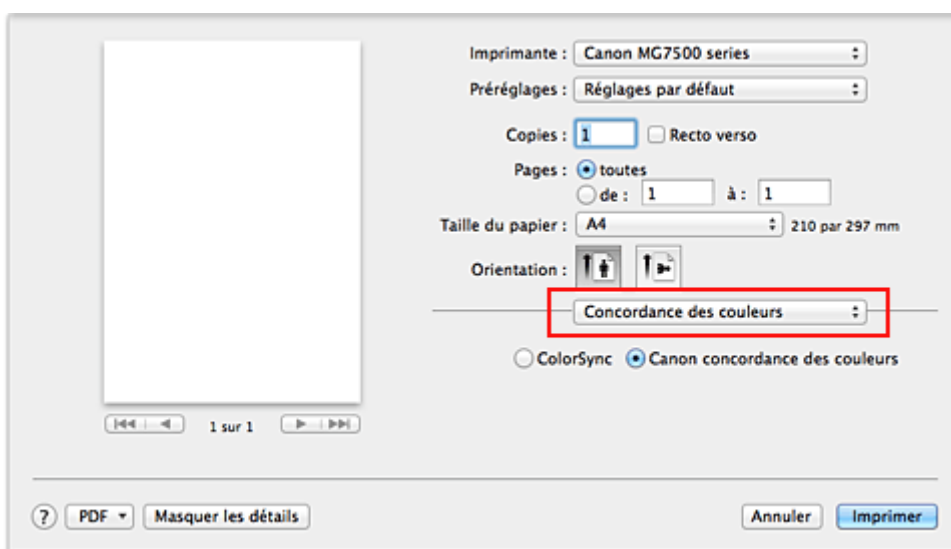 Imprimante : Canon MG7500 series
Préréglages : Réglages par défaut
Copies : 1 Recto verso
Pages : toutes
de : 1 à : 1
Taille du papier : A4 210 par 297 mm
Orientation :
Concordance des couleurs
ColorSync Canon concordance des couleurs
1 sur 1
? PDF Masquer les détails Annuler Imprimer